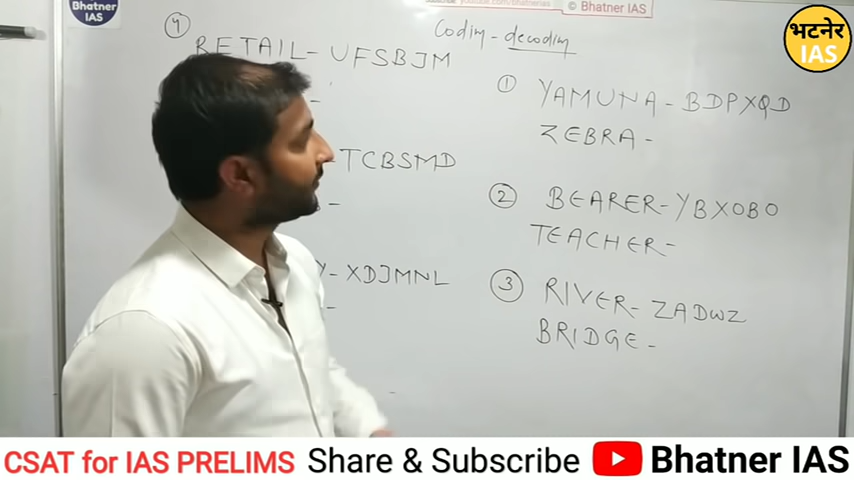 Bhatner
IAS
© Bhatner IAS
भटनेर
IAS
Coding - decoding
4
RETAIL - UFSBJM
-
- TCBSMD
-
Y - XDJMNL
-
1 YAMUNA - BDPXQD
ZEBRA -
2 BEARER - YBXOBO
TEACHER -
3 RIVER - ZADWZ
BRIDGE -
CSAT for IAS PRELIMS Share & Subscribe Bhatner IAS